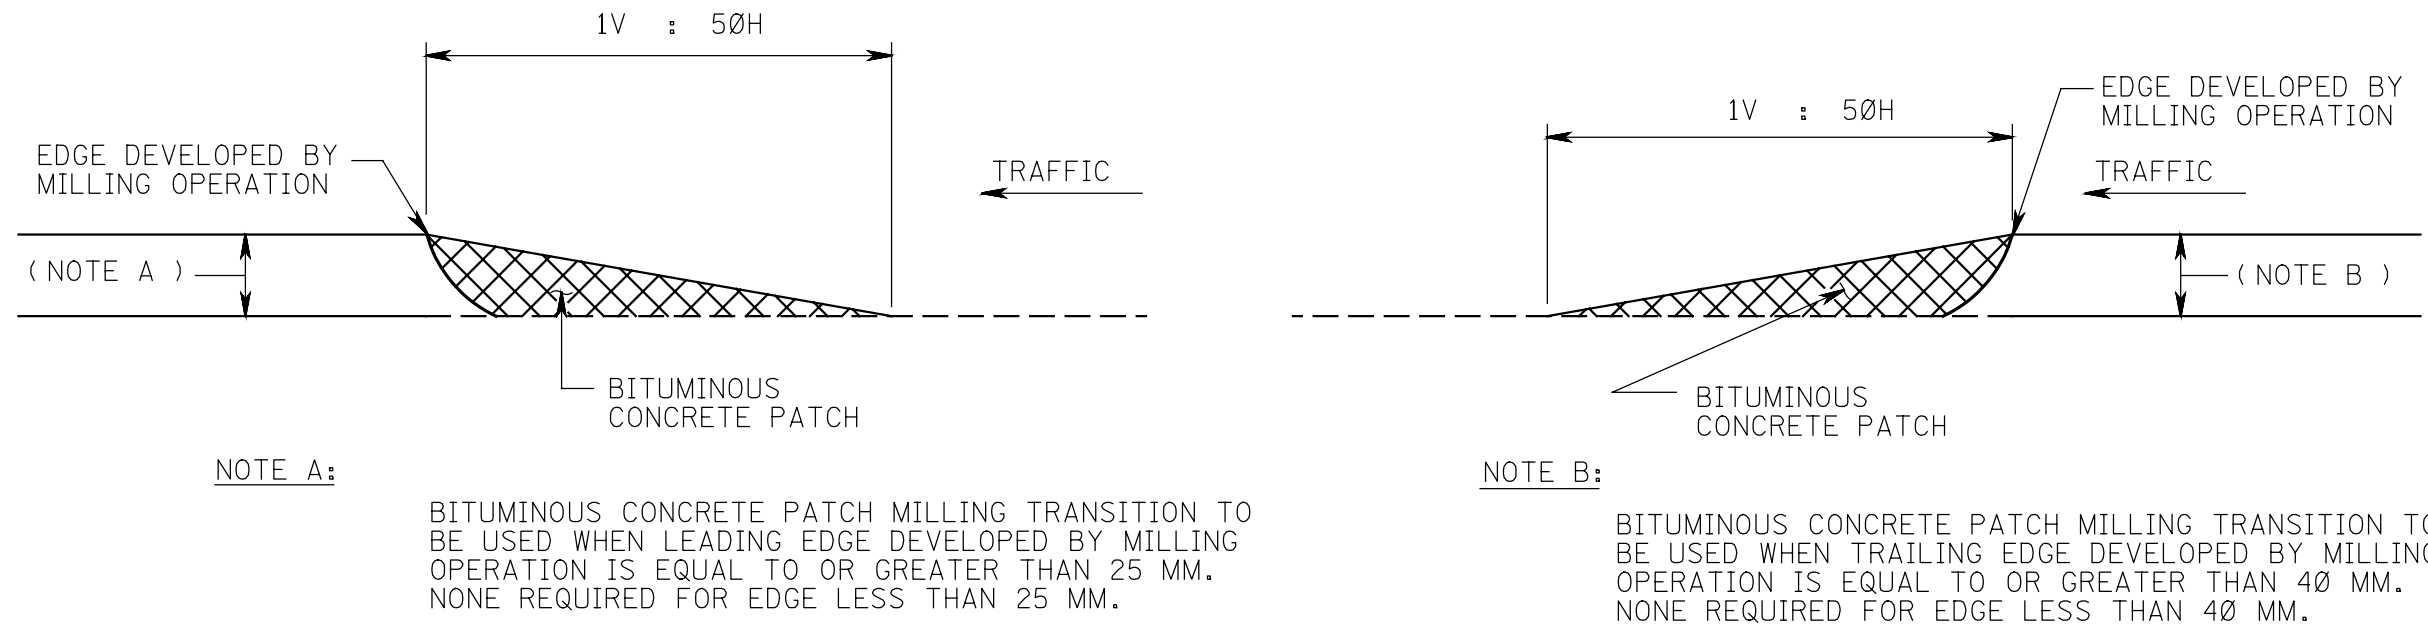 1V : 5ØH
EDGE DEVELOPED BY
MILLING OPERATION
TRAFFIC
( NOTE A )
BITUMINOUS
CONCRETE PATCH
NOTE A:
BITUMINOUS CONCRETE PATCH MILLING TRANSITION TO
BE USED WHEN LEADING EDGE DEVELOPED BY MILLING
OPERATION IS EQUAL TO OR GREATER THAN 25 MM.
NONE REQUIRED FOR EDGE LESS THAN 25 MM.
1V : 5ØH
EDGE DEVELOPED BY
MILLING OPERATION
TRAFFIC
( NOTE B )
BITUMINOUS
CONCRETE PATCH
NOTE B:
BITUMINOUS CONCRETE PATCH MILLING TRANSITION TO
BE USED WHEN TRAILING EDGE DEVELOPED BY MILLING
OPERATION IS EQUAL TO OR GREATER THAN 4Ø MM.
NONE REQUIRED FOR EDGE LESS THAN 4Ø MM.